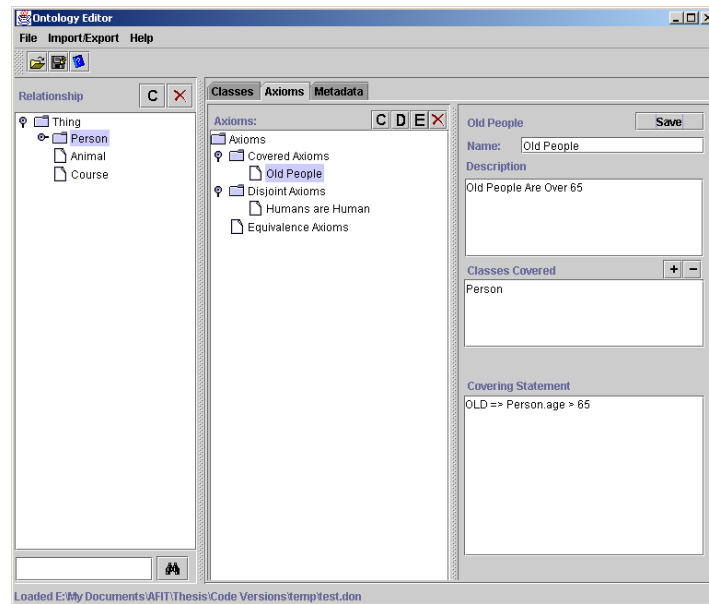 Ontology Editor
File Import/Export Help
Relationship C
Thing
Person
Animal
Course
Classes Axioms Metadata
Axioms: C D E
Axioms
Covered Axioms
Old People
Disjoint Axioms
Humans are Human
Equivalence Axioms
Old People Save
Name: Old People
Description
Old People Are Over 65
Classes Covered + -
Person
Covering Statement
OLD => Person.age > 65
Loaded E:\My Documents\AFIT\Thesis\Code Versions\temp\test.don